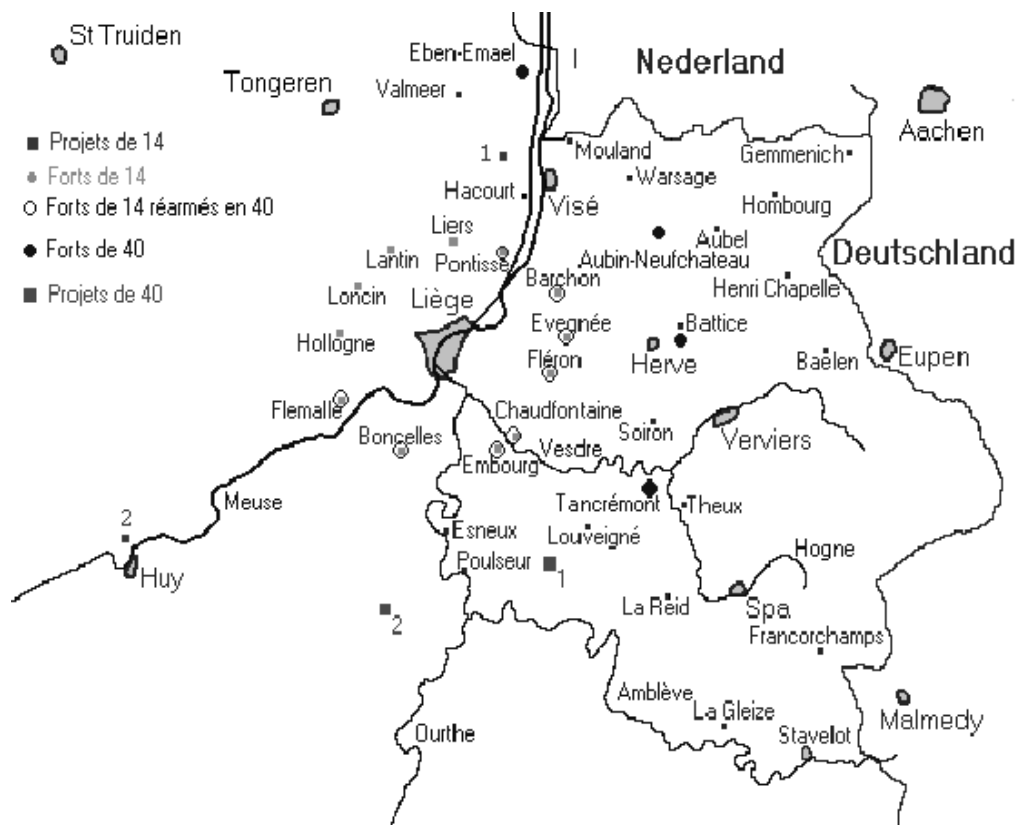 St Truiden
Eben-Emael
Nederland
Tongeren
Valmeer
Aachen
Projets de 14
1
Mouland
Gemmenich
Forts de 14
Hacourt
Warsage
Forts de 14 réarmés en 40
Visé
Hombourg
Liers
Aubel
Forts de 40
Lantin
Pontisse
Aubin-Neufchateau
Deutschland
Barchon
Projets de 40
Loncin
Liège
Henri Chapelle
Evegnée
Battice
Hollogne
Fléron
Herve
Baelen
Eupen
Flemalle
Chaudfontaine
Boncelles
Vesdre
Soiron
Verviers
Embourg
Meuse
Tancrémont
Theux
2
Esneux
Louveigné
Hogne
Huy
Poulseur
1
La Reid
Spa
2
Francorchamps
Amblève
La Gleize
Malmedy
Ourthe
Stavelot